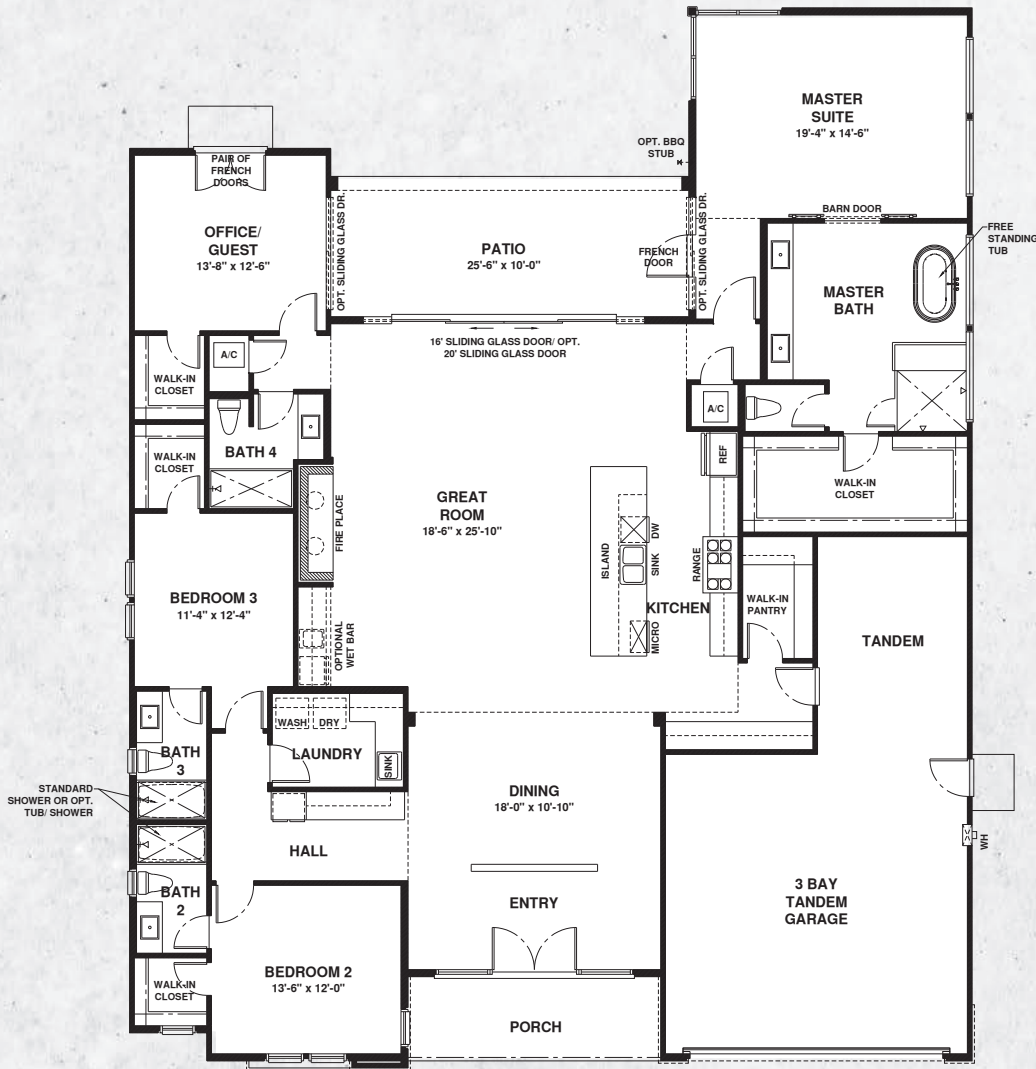 MASTER
SUITE
19'-4" x 14'-6"
OPT. BBQ
STUB
PAIR OF
FRENCH
DOORS
OFFICE/
GUEST
13'-8" x 12'-6"
OPT. SLIDING GLASS DR.
PATIO
25'-6" x 10'-0"
FRENCH
DOOR
OPT. SLIDING GLASS DR.
BARN DOOR
FREE
STANDING
TUB
MASTER
BATH
16' SLIDING GLASS DOOR/ OPT.
20' SLIDING GLASS DOOR
A/C
WALK-IN
CLOSET
A/C
BATH 4
WALK-IN
CLOSET
REF
WALK-IN
CLOSET
FIRE PLACE
GREAT
ROOM
18'-6" x 25'-10"
ISLAND
DW
SINK
MICRO
RANGE
KITCHEN
WALK-IN
PANTRY
TANDEM
BEDROOM 3
11'-4" x 12'-4"
OPTIONAL
WET BAR
WASH
DRY
LAUNDRY
SINK
BATH
3
STANDARD
SHOWER OR OPT.
TUB/ SHOWER
DINING
18'-0" x 10'-10"
HALL
WH
BATH
2
ENTRY
3 BAY
TANDEM
GARAGE
BEDROOM 2
13'-6" x 12'-0"
WALK-IN
CLOSET
PORCH